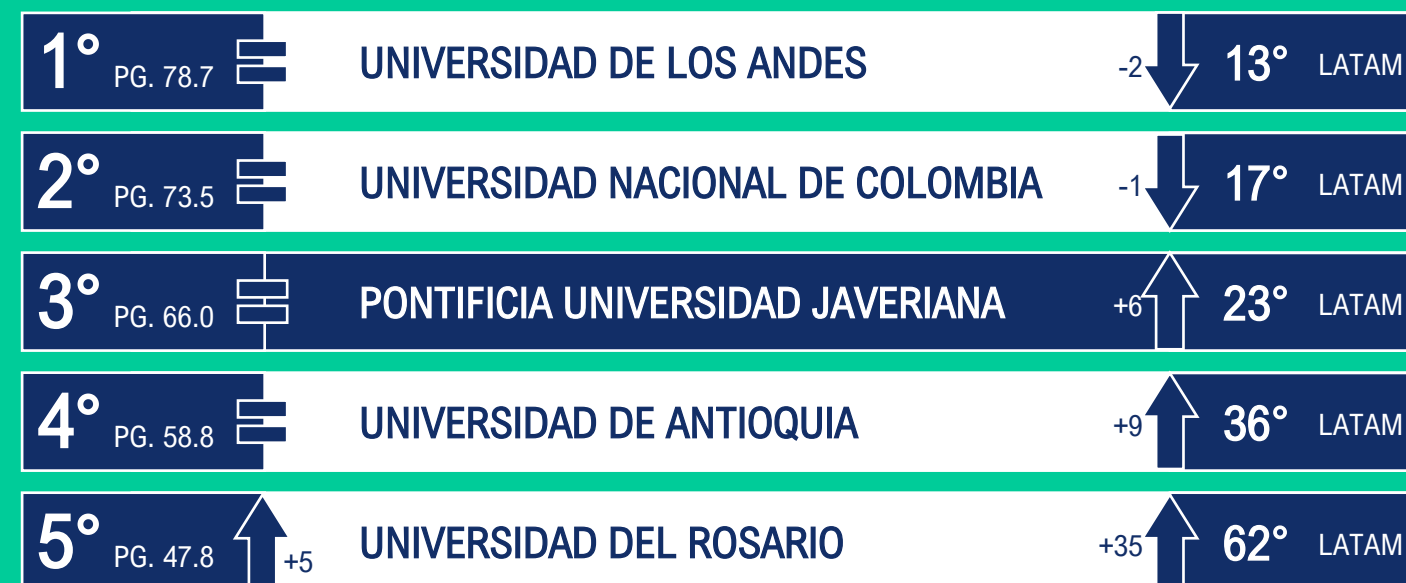 1° PG. 78.7 UNIVERSIDAD DE LOS ANDES -2 13° LATAM
2° PG. 73.5 UNIVERSIDAD NACIONAL DE COLOMBIA -1 17° LATAM
3° PG. 66.0 PONTIFICIA UNIVERSIDAD JAVERIANA +6 23° LATAM
4° PG. 58.8 UNIVERSIDAD DE ANTIOQUIA +9 36° LATAM
5° PG. 47.8 +5 UNIVERSIDAD DEL ROSARIO +35 62° LATAM